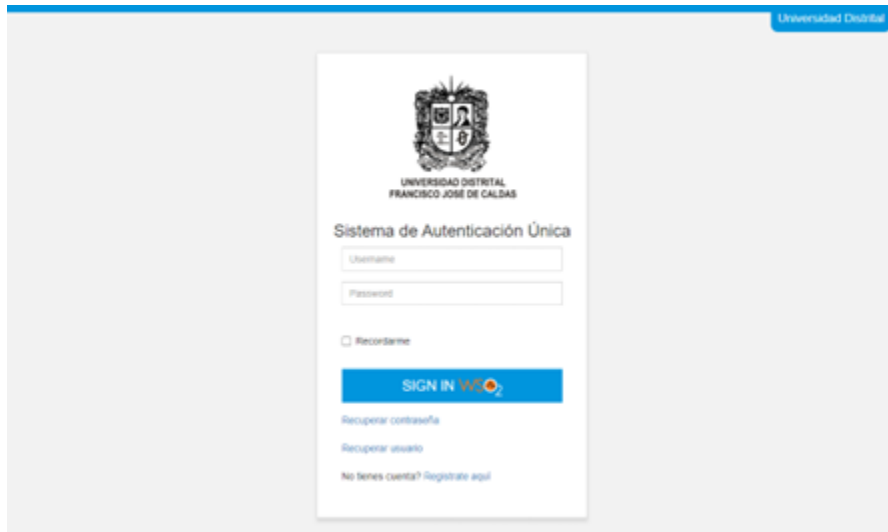 Universidad Distrital
UNIVERSIDAD DISTRITAL
FRANCISCO JOSÉ DE CALDAS
Sistema de Autenticación Única
Username
Password
Recordarme
SIGN IN WSO2
Recuperar contraseña
Recuperar usuario
No tienes cuenta? Registrate aquí